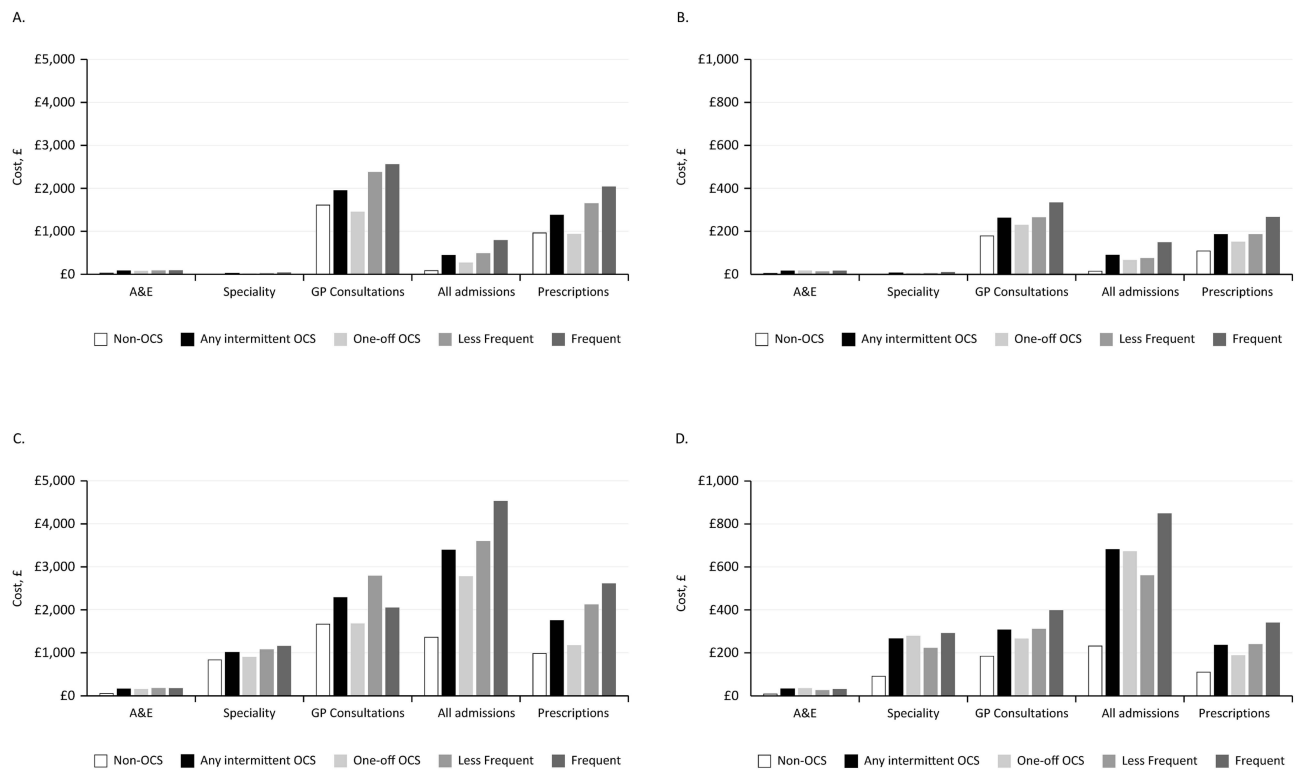 A.
£5,000
£4,000
£3,000
£2,000
£1,000
£0
Cost, £
A&E Speciality GP Consultations All admissions Prescriptions
Non-OCS Any intermittent OCS One-off OCS Less Frequent Frequent
B.
£1,000
£800
£600
£400
£200
£0
Cost, £
A&E Speciality GP Consultations All admissions Prescriptions
Non-OCS Any intermittent OCS One-off OCS Less Frequent Frequent
C.
£5,000
£4,000
£3,000
£2,000
£1,000
£0
Cost, £
A&E Speciality GP Consultations All admissions Prescriptions
Non-OCS Any intermittent OCS One-off OCS Less Frequent Frequent
D.
£1,000
£800
£600
£400
£200
£0
Cost, £
A&E Speciality GP Consultations All admissions Prescriptions
Non-OCS Any intermittent OCS One-off OCS Less Frequent Frequent